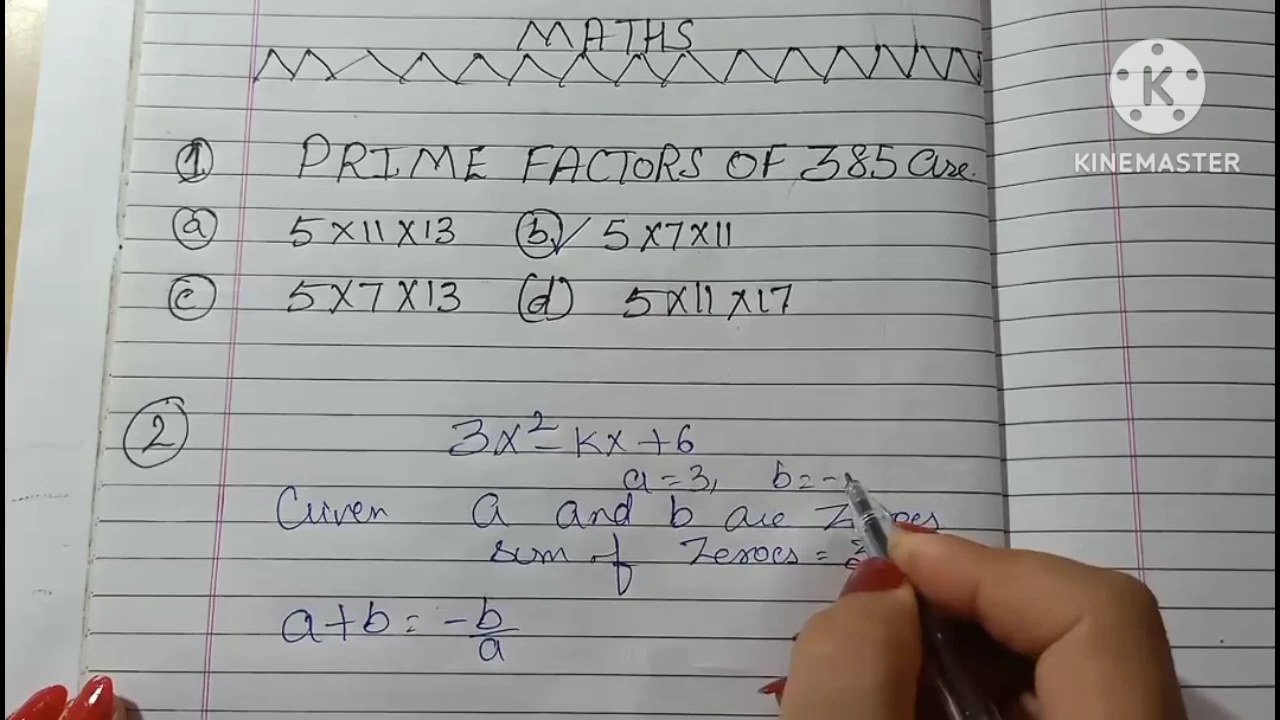 MATHS
K
KINEMASTER
① PRIME FACTORS OF 385 are.
ⓐ 5×11×13 ⓑ✓ 5×7×11
ⓒ 5×7×13 ⓓ 5×11×17
② 3x² - Kx + 6
a = 3, b = -
Given a and b are
sum of Zeroes =
a + b = -b/a